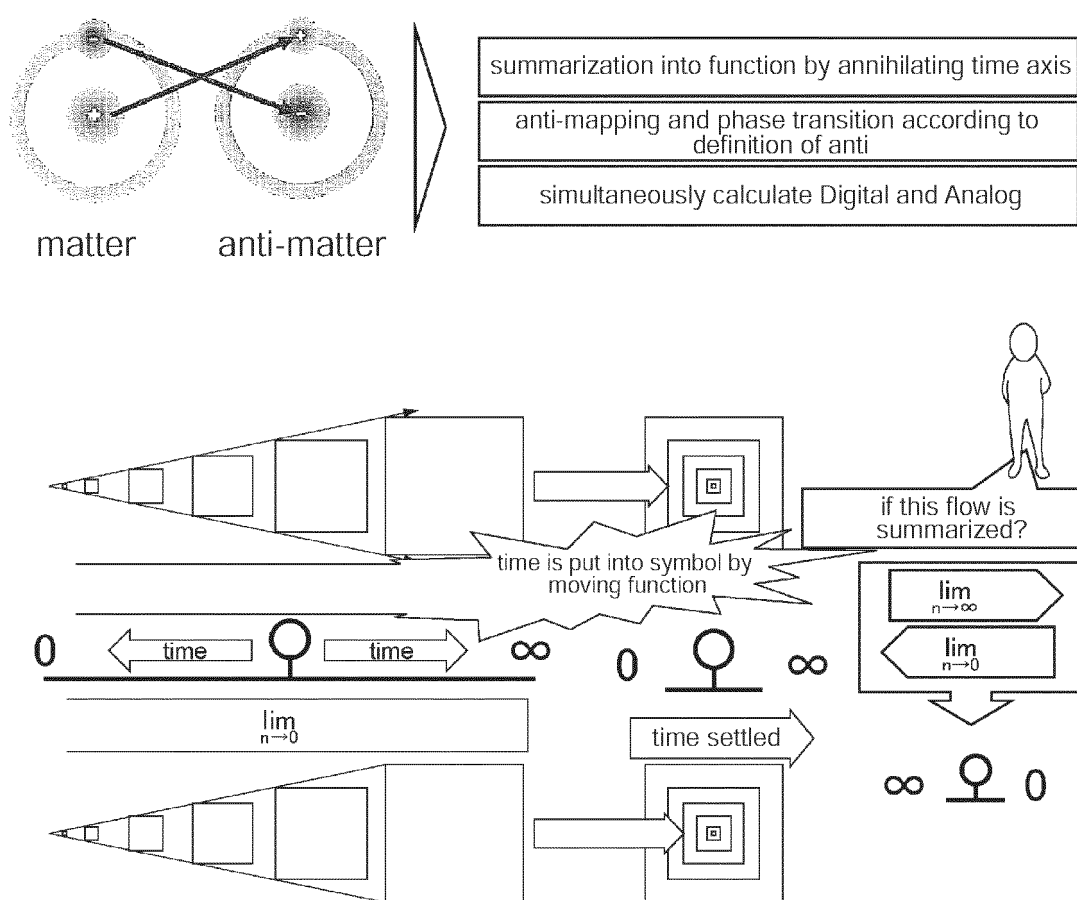 summarization into function by annihilating time axis
anti-mapping and phase transition according to
definition of anti
simultaneously calculate Digital and Analog
matter
anti-matter
if this flow is
summarized?
time is put into symbol by
moving function
lim
n→∞
lim
n→0
0
time
time
∞
0
∞
lim
n→0
time settled
∞
0